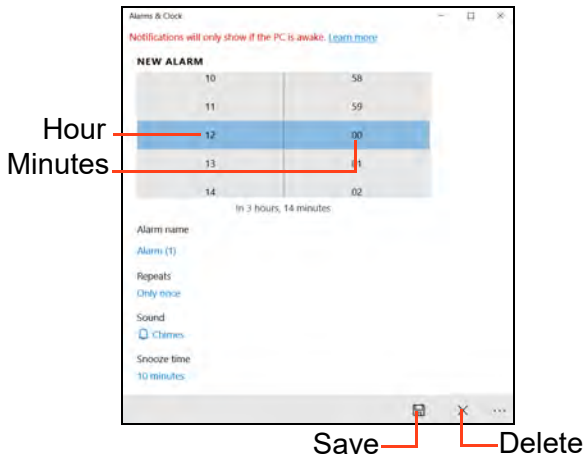 Alarms & Clock
Notifications will only show if the PC is awake. Learn more
NEW ALARM
10 58
11 59
Hour 12 00
Minutes 13 01
14 02
In 3 hours, 14 minutes
Alarm name
Alarm (1)
Repeats
Only once
Sound
Chimes
Snooze time
10 minutes
...
Save Delete